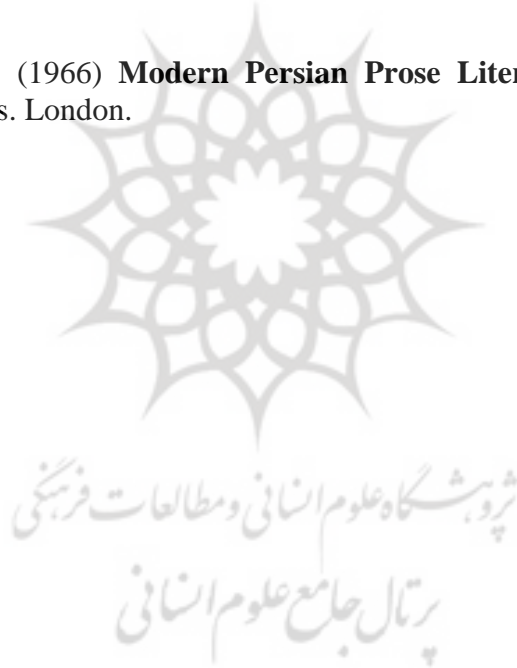 (1966) Modern Persian Prose Liter
s. London.
پژوهشگاه علوم انسانی و مطالعات فرهنگی
پرتال جامع علوم انسانی